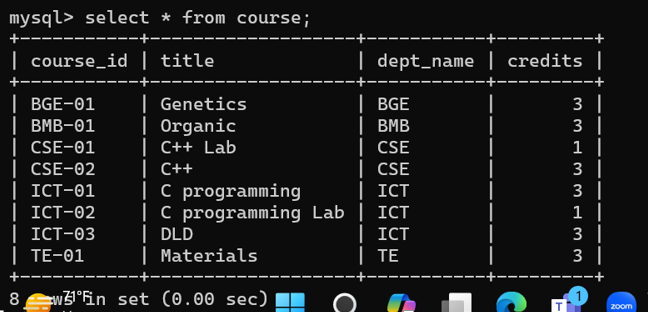 mysql> select * from course;
+-----------+-------------------+-----------+---------+
| course_id | title             | dept_name | credits |
+-----------+-------------------+-----------+---------+
| BGE-01    | Genetics          | BGE       |       3 |
| BMB-01    | Organic           | BMB       |       3 |
| CSE-01    | C++ Lab           | CSE       |       1 |
| CSE-02    | C++               | CSE       |       3 |
| ICT-01    | C programming     | ICT       |       3 |
| ICT-02    | C programming Lab | ICT       |       1 |
| ICT-03    | DLD               | ICT       |       3 |
| TE-01     | Materials         | TE        |       3 |
+-----------+-------------------+-----------+---------+
8 in set (0.00 sec)
71°F
T
1
zoom